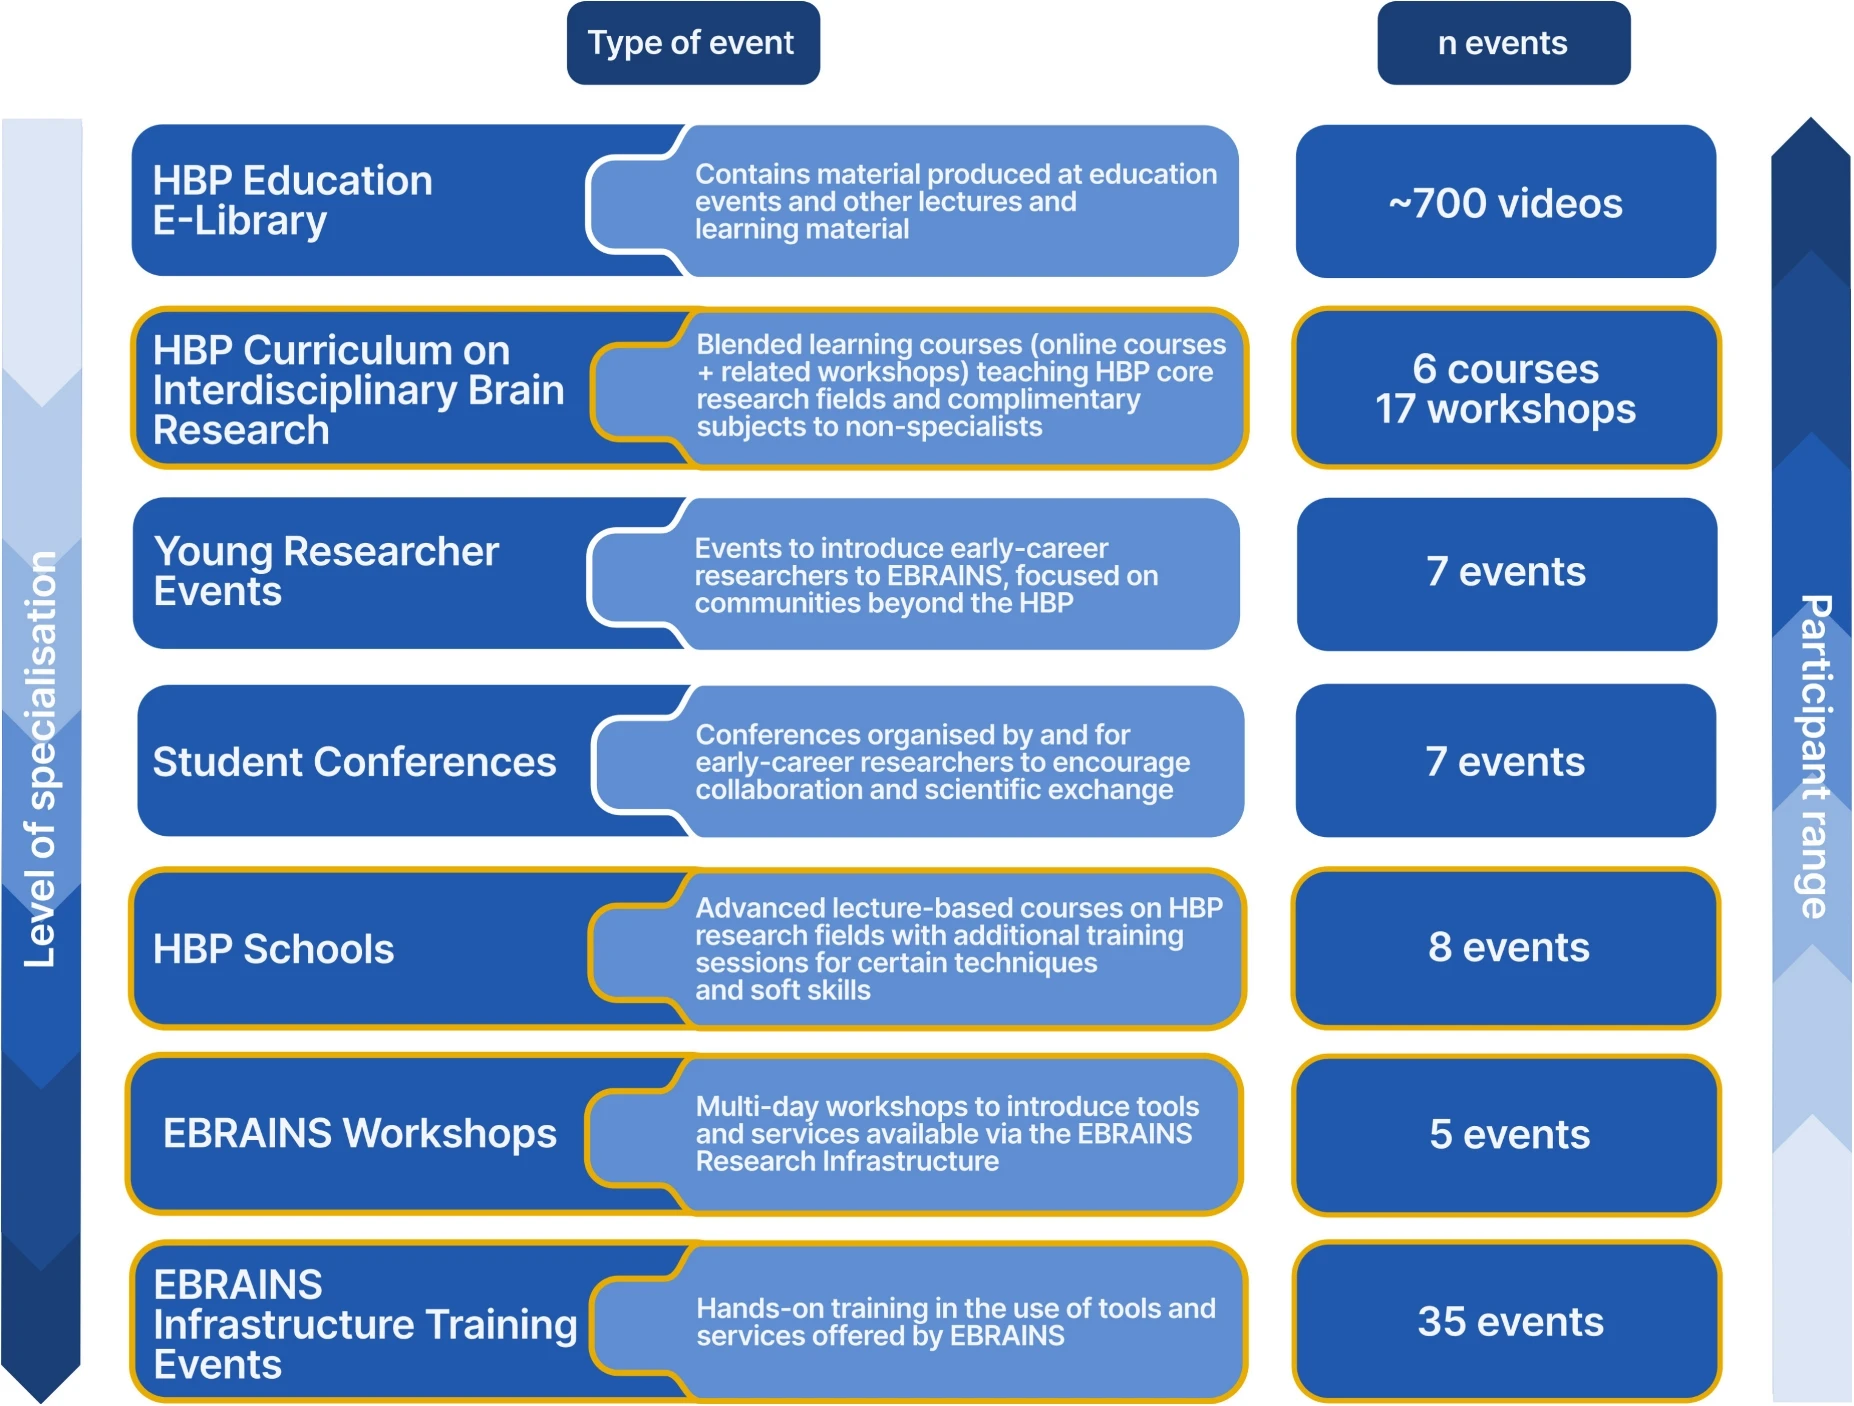 Type of event
n events
HBP Education
E-Library
Contains material produced at education
events and other lectures and
learning material
~700 videos
HBP Curriculum on
Interdisciplinary Brain
Research
Blended learning courses (online courses
+ related workshops) teaching HBP core
research fields and complimentary
subjects to non-specialists
6 courses
17 workshops
Young Researcher
Events
Events to introduce early-career
researchers to EBRAINS, focused on
communities beyond the HBP
7 events
Student Conferences
Conferences organised by and for
early-career researchers to encourage
collaboration and scientific exchange
7 events
HBP Schools
Advanced lecture-based courses on HBP
research fields with additional training
sessions for certain techniques
and soft skills
8 events
EBRAINS Workshops
Multi-day workshops to introduce tools
and services available via the EBRAINS
Research Infrastructure
5 events
EBRAINS
Infrastructure Training
Events
Hands-on training in the use of tools and
services offered by EBRAINS
35 events
Level of specialisation
Participant range